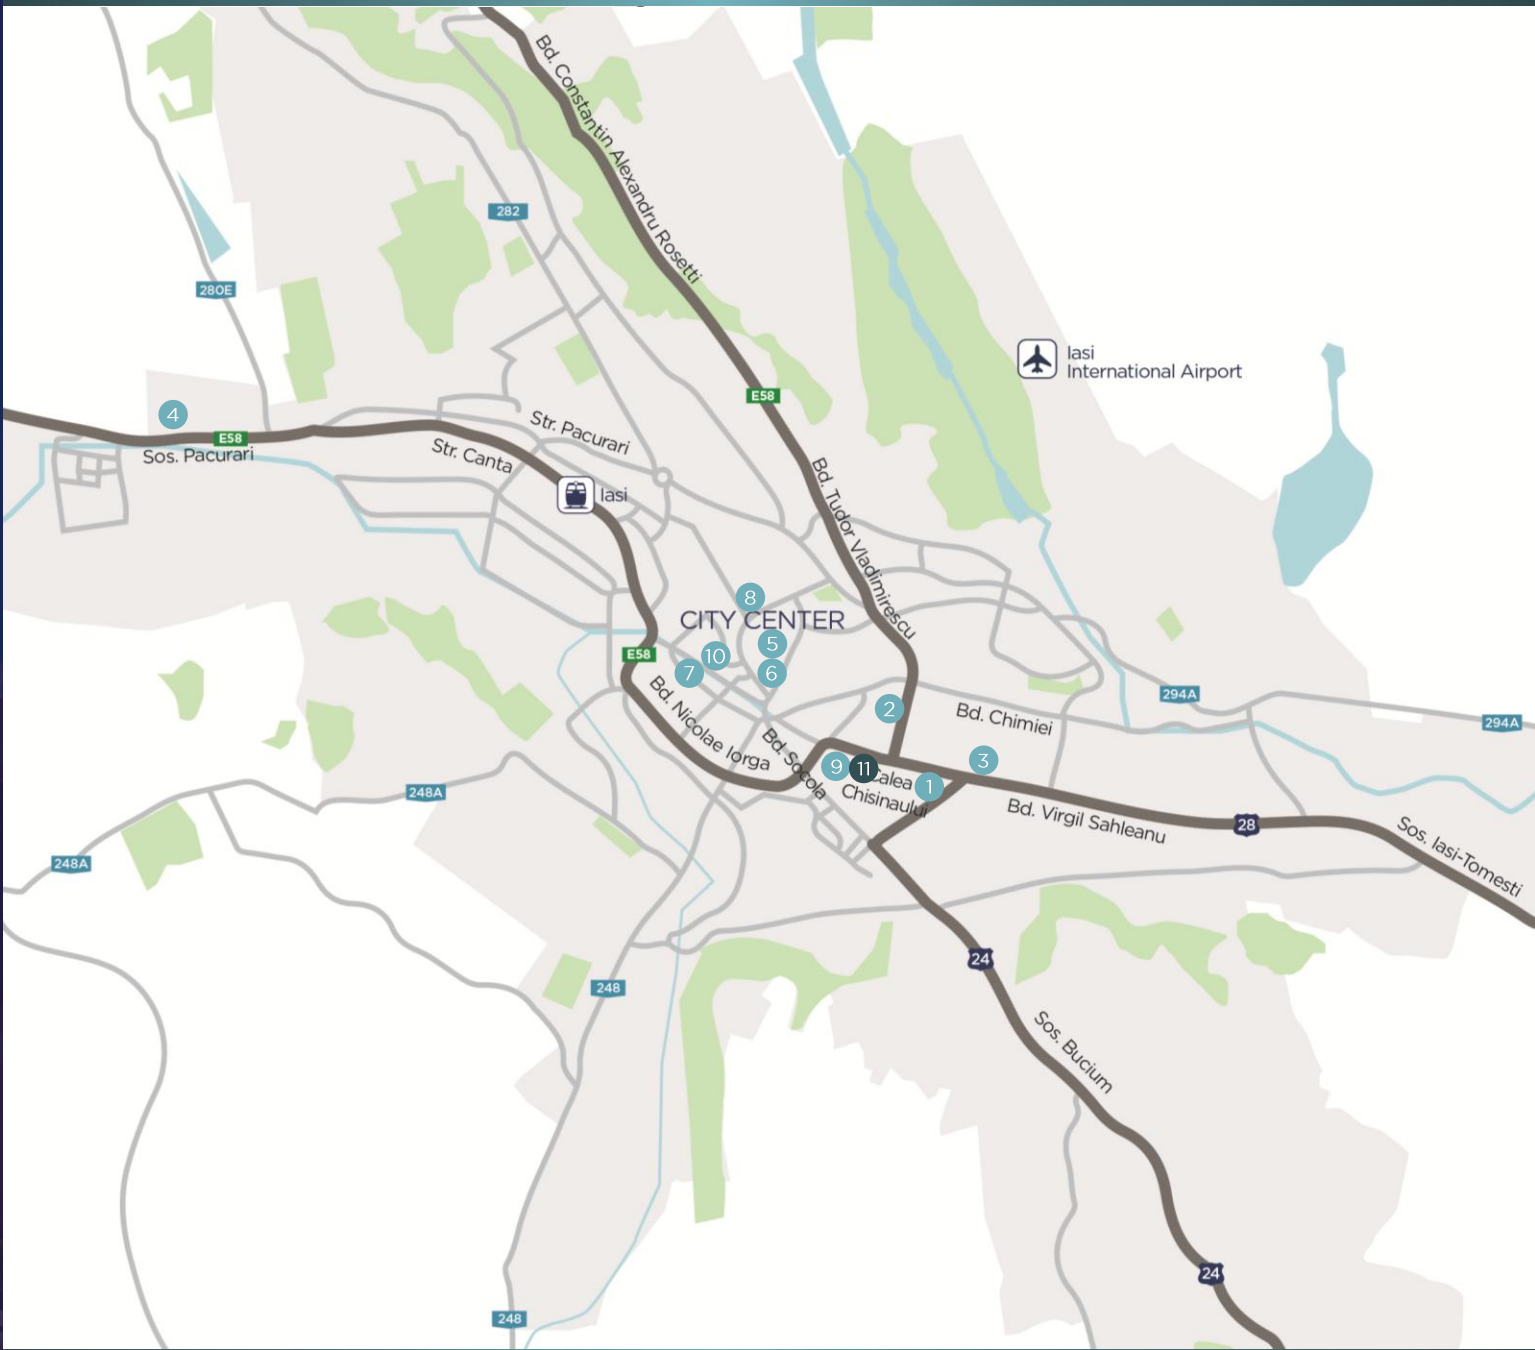 Bd. Constantin Alexandru Rosetti
282
280E
Iasi
International Airport
E58
4
E58
Sos. Pacurari
Str. Pacurari
Str. Canta
Iasi
Bd. Tudor Vladimirescu
8
CITY CENTER
5
10
6
7
E58
Bd. Nicolae Iorga
2
Bd. Chimiei
294A
294A
Bd. Socola
9
11
3
Calea
Chisinaului
1
Bd. Virgil Sahleanu
28
Sos. Iasi-Tomesti
248A
248A
24
248
Sos. Bucium
24
248